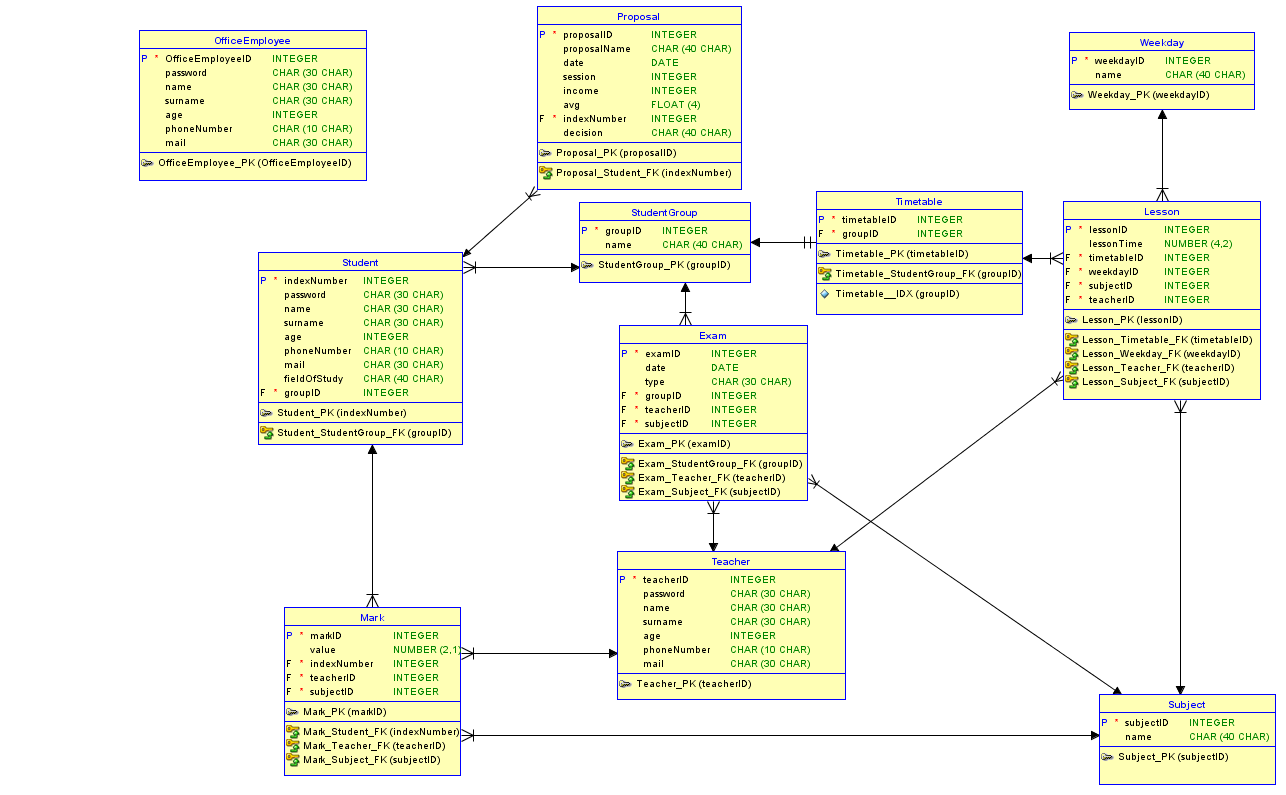 OfficeEmployee
P * OfficeEmployeeID INTEGER
password CHAR (30 CHAR)
name CHAR (30 CHAR)
surname CHAR (30 CHAR)
age INTEGER
phoneNumber CHAR (10 CHAR)
mail CHAR (30 CHAR)
OfficeEmployee_PK (OfficeEmployeeID)
Proposal
P * proposalID INTEGER
proposalName CHAR (40 CHAR)
date DATE
session INTEGER
income INTEGER
avg FLOAT (4)
F * indexNumber INTEGER
decision CHAR (40 CHAR)
Proposal_PK (proposalID)
Proposal_Student_FK (indexNumber)
Weekday
P * weekdayID INTEGER
name CHAR (40 CHAR)
Weekday_PK (weekdayID)
StudentGroup
P * groupID INTEGER
name CHAR (40 CHAR)
StudentGroup_PK (groupID)
Timetable
P * timetableID INTEGER
F * groupID INTEGER
Timetable_PK (timetableID)
Timetable_StudentGroup_FK (groupID)
Timetable__IDX (groupID)
Lesson
P * lessonID INTEGER
lessonTime NUMBER (4,2)
F * timetableID INTEGER
F * weekdayID INTEGER
F * subjectID INTEGER
F * teacherID INTEGER
Lesson_PK (lessonID)
Lesson_Timetable_FK (timetableID)
Lesson_Weekday_FK (weekdayID)
Lesson_Teacher_FK (teacherID)
Lesson_Subject_FK (subjectID)
Student
P * indexNumber INTEGER
password CHAR (30 CHAR)
name CHAR (30 CHAR)
surname CHAR (30 CHAR)
age INTEGER
phoneNumber CHAR (10 CHAR)
mail CHAR (30 CHAR)
fieldOfStudy CHAR (40 CHAR)
F * groupID INTEGER
Student_PK (indexNumber)
Student_StudentGroup_FK (groupID)
Exam
P * examID INTEGER
date DATE
type CHAR (30 CHAR)
F * groupID INTEGER
F * teacherID INTEGER
F * subjectID INTEGER
Exam_PK (examID)
Exam_StudentGroup_FK (groupID)
Exam_Teacher_FK (teacherID)
Exam_Subject_FK (subjectID)
Teacher
P * teacherID INTEGER
password CHAR (30 CHAR)
name CHAR (30 CHAR)
surname CHAR (30 CHAR)
age INTEGER
phoneNumber CHAR (10 CHAR)
mail CHAR (30 CHAR)
Teacher_PK (teacherID)
Mark
P * markID INTEGER
value NUMBER (2,1)
F * indexNumber INTEGER
F * teacherID INTEGER
F * subjectID INTEGER
Mark_PK (markID)
Mark_Student_FK (indexNumber)
Mark_Teacher_FK (teacherID)
Mark_Subject_FK (subjectID)
Subject
P * subjectID INTEGER
name CHAR (40 CHAR)
Subject_PK (subjectID)